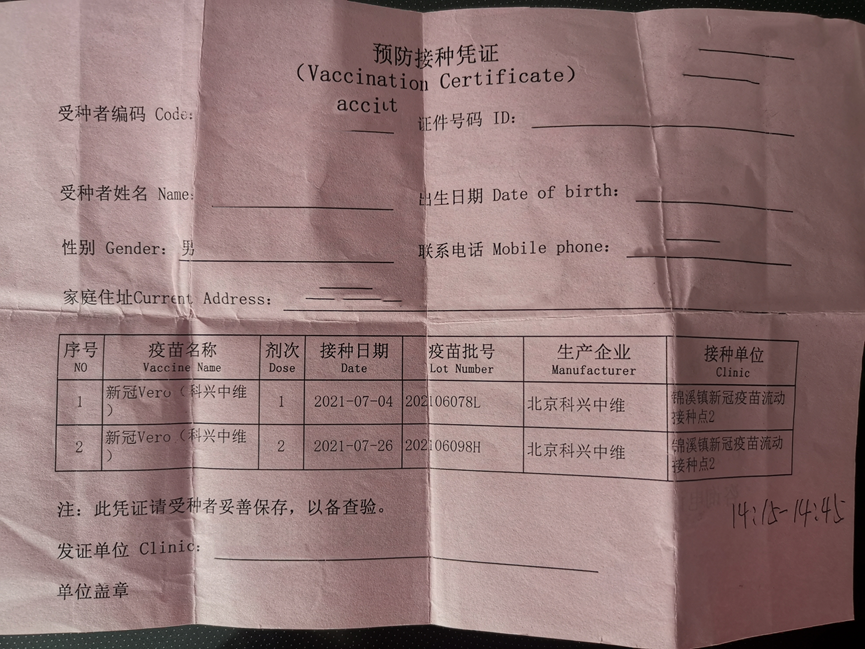 预防接种凭证
（Vaccination Certificate）
acciut
受种者编码 Code: 证件号码 ID:
受种者姓名 Name: 出生日期 Date of birth:
性别 Gender: 男 联系电话 Mobile phone:
家庭住址Current Address:
序号 疫苗名称 剂次 接种日期 疫苗批号 生产企业 接种单位
NO Vaccine Name Dose Date Lot Number Manufacturer Clinic
1 新冠Vero（科兴中维） 1 2021-07-04 202106078L 北京科兴中维 锦溪镇新冠疫苗流动接种点2
2 新冠Vero（科兴中维） 2 2021-07-26 202106098H 北京科兴中维 锦溪镇新冠疫苗流动接种点2
注：此凭证请受种者妥善保存，以备查验。
14:15-14:45
发证单位 Clinic:
单位盖章